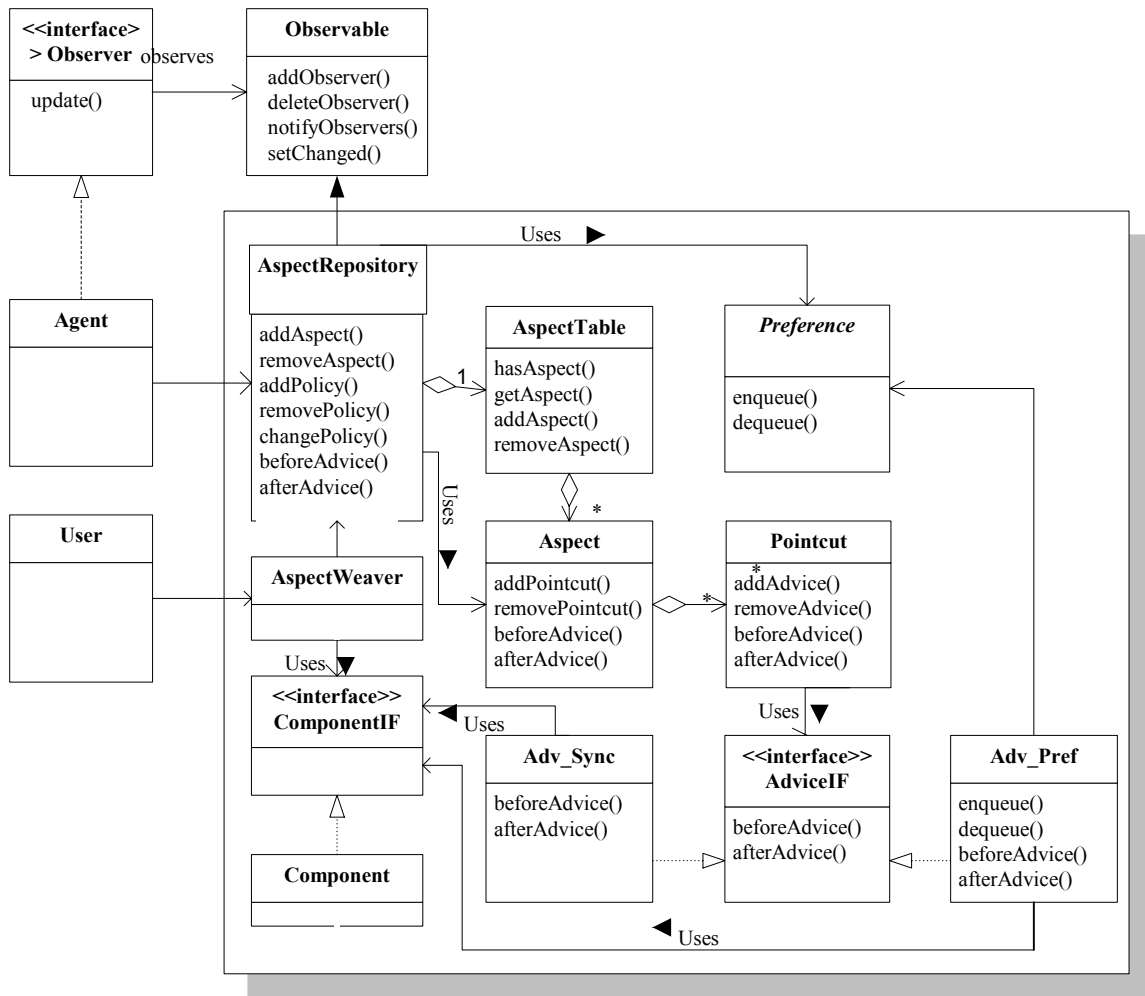 <<interface>
> Observer
observes
update()
Observable
addObserver()
deleteObserver()
notifyObservers()
setChanged()
Uses
AspectRepository
addAspect()
removeAspect()
addPolicy()
removePolicy()
changePolicy()
beforeAdvice()
afterAdvice()
Agent
1
AspectTable
hasAspect()
getAspect()
addAspect()
removeAspect()
Preference
enqueue()
dequeue()
Uses
*
User
AspectWeaver
Aspect
addPointcut()
removePointcut()
beforeAdvice()
afterAdvice()
*
Pointcut
*
addAdvice()
removeAdvice()
beforeAdvice()
afterAdvice()
Uses
<<interface>>
ComponentIF
Uses
Uses
Adv_Sync
beforeAdvice()
afterAdvice()
<<interface>>
AdviceIF
beforeAdvice()
afterAdvice()
Adv_Pref
enqueue()
dequeue()
beforeAdvice()
afterAdvice()
Component
Uses